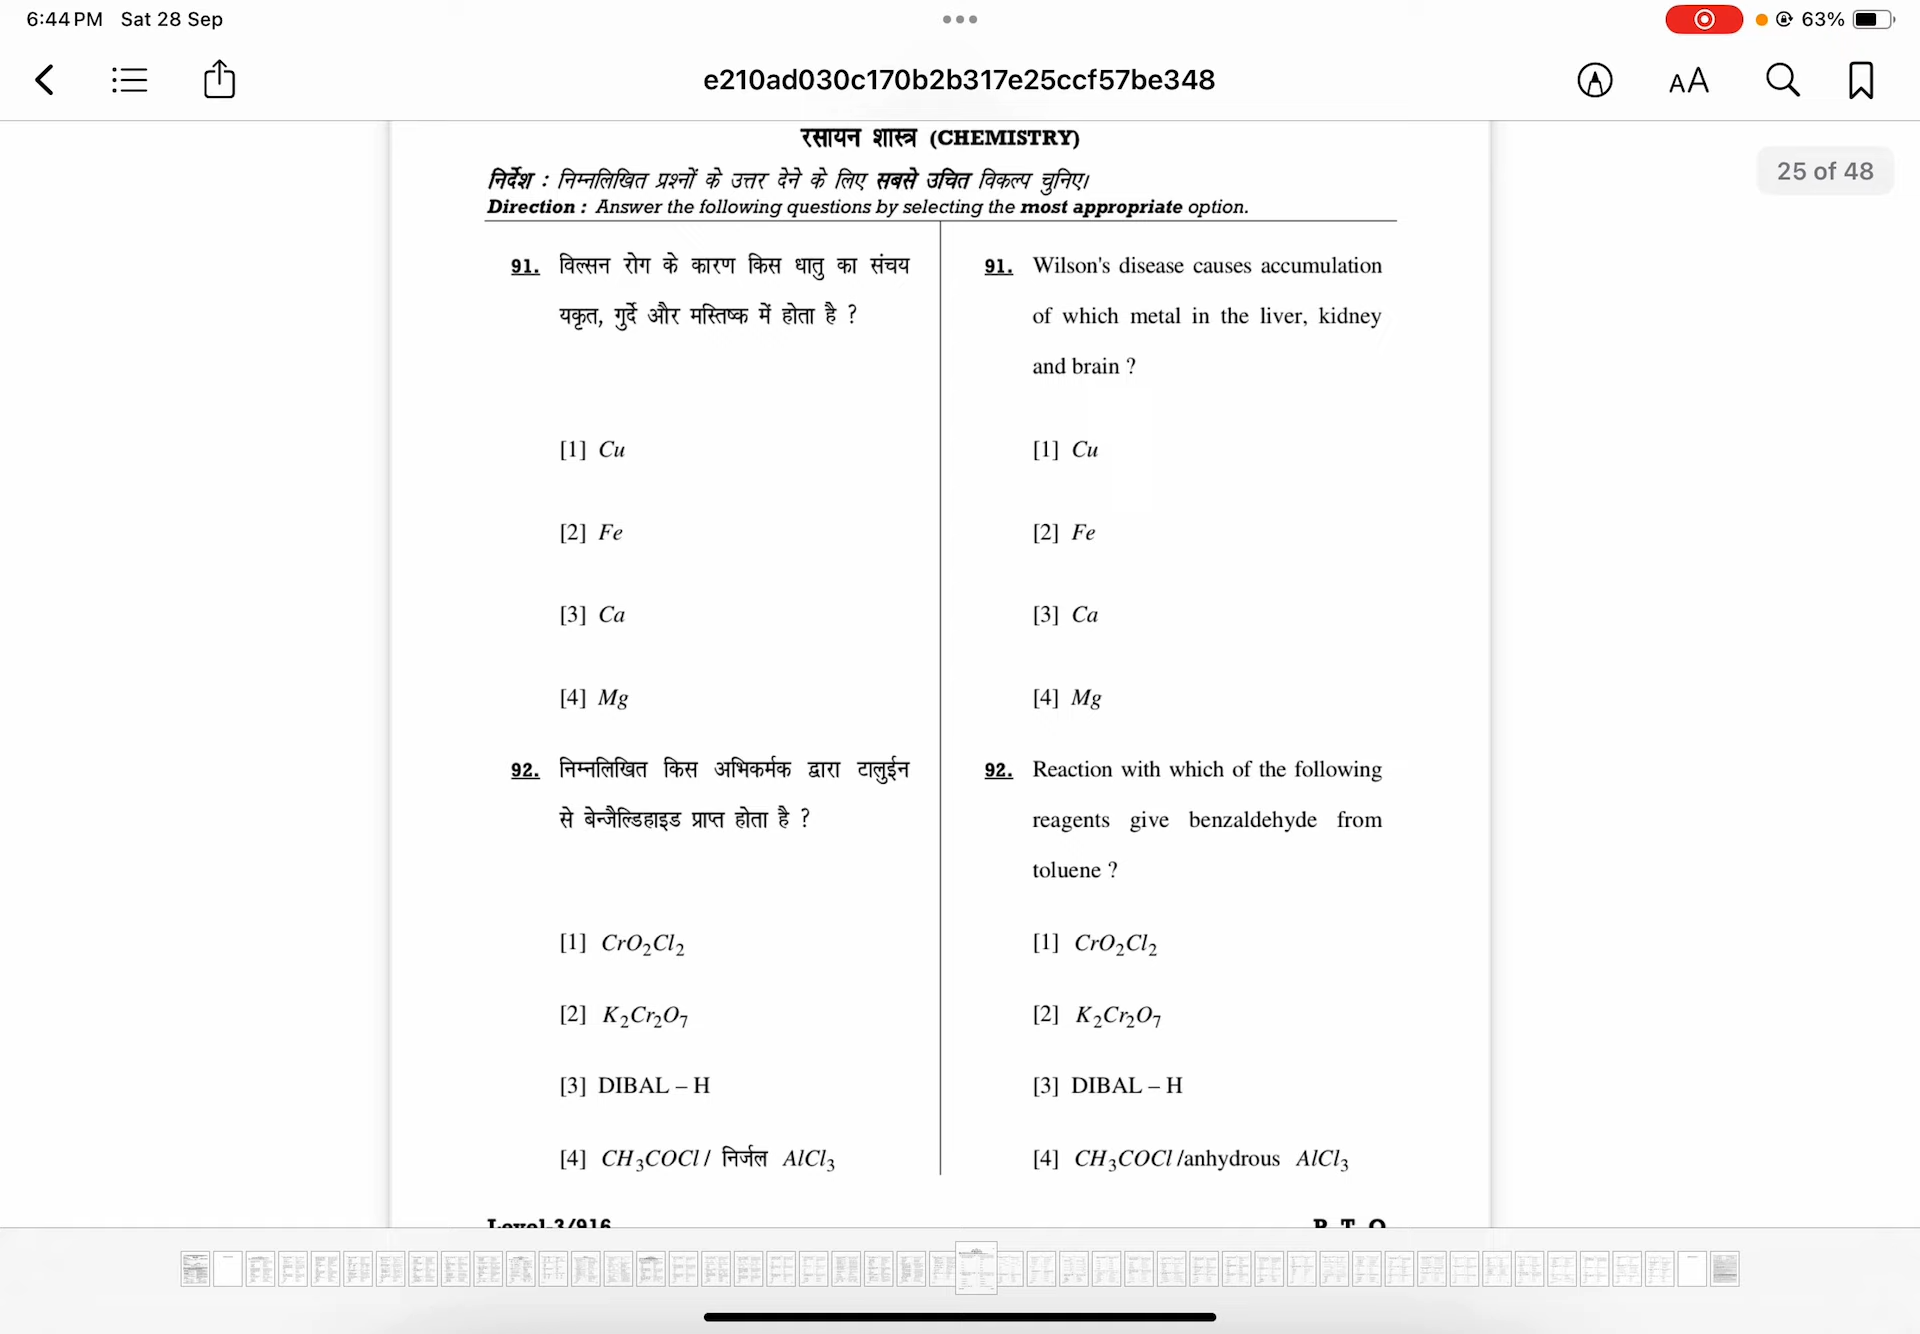 6:44 PM Sat 28 Sep
63%
e210ad030c170b2b317e25ccf57be348
AA
25 of 48
रसायन शास्त्र (CHEMISTRY)
निर्देश : निम्नलिखित प्रश्नों के उत्तर देने के लिए सबसे उचित विकल्प चुनिए।
Direction : Answer the following questions by selecting the most appropriate option.
91. विल्सन रोग के कारण किस धातु का संचय
यकृत, गुर्दे और मस्तिष्क में होता है ?
[1] Cu
[2] Fe
[3] Ca
[4] Mg
92. निम्नलिखित किस अभिकर्मक द्वारा टालुईन
से बेन्जैल्डिहाइड प्राप्त होता है ?
[1] CrO₂Cl₂
[2] K₂Cr₂O₇
[3] DIBAL – H
[4] CH₃COCl / निर्जल AlCl₃
91. Wilson's disease causes accumulation
of which metal in the liver, kidney
and brain ?
[1] Cu
[2] Fe
[3] Ca
[4] Mg
92. Reaction with which of the following
reagents give benzaldehyde from
toluene ?
[1] CrO₂Cl₂
[2] K₂Cr₂O₇
[3] DIBAL – H
[4] CH₃COCl /anhydrous AlCl₃
Level-3/916
P. T. O.